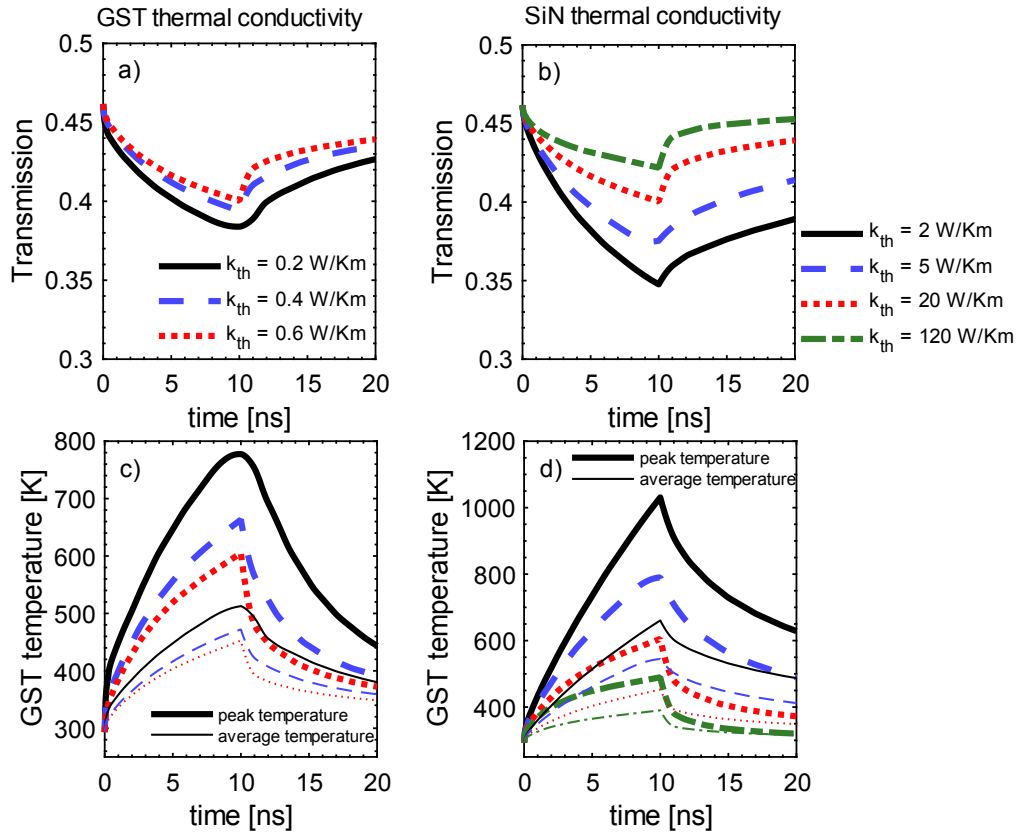 GST thermal conductivity
SiN thermal conductivity
a)
0.5
0.45
0.4
0.35
0.3
Transmission
k_th = 0.2 W/Km
k_th = 0.4 W/Km
k_th = 0.6 W/Km
0 5 10 15 20
time [ns]
b)
0.5
0.45
0.4
0.35
0.3
Transmission
0 5 10 15 20
time [ns]
k_th = 2 W/Km
k_th = 5 W/Km
k_th = 20 W/Km
k_th = 120 W/Km
c)
800
700
600
500
400
300
GST temperature [K]
peak temperature
average temperature
0 5 10 15 20
time [ns]
d)
1200
1000
800
600
400
GST temperature [K]
peak temperature
average temperature
0 5 10 15 20
time [ns]